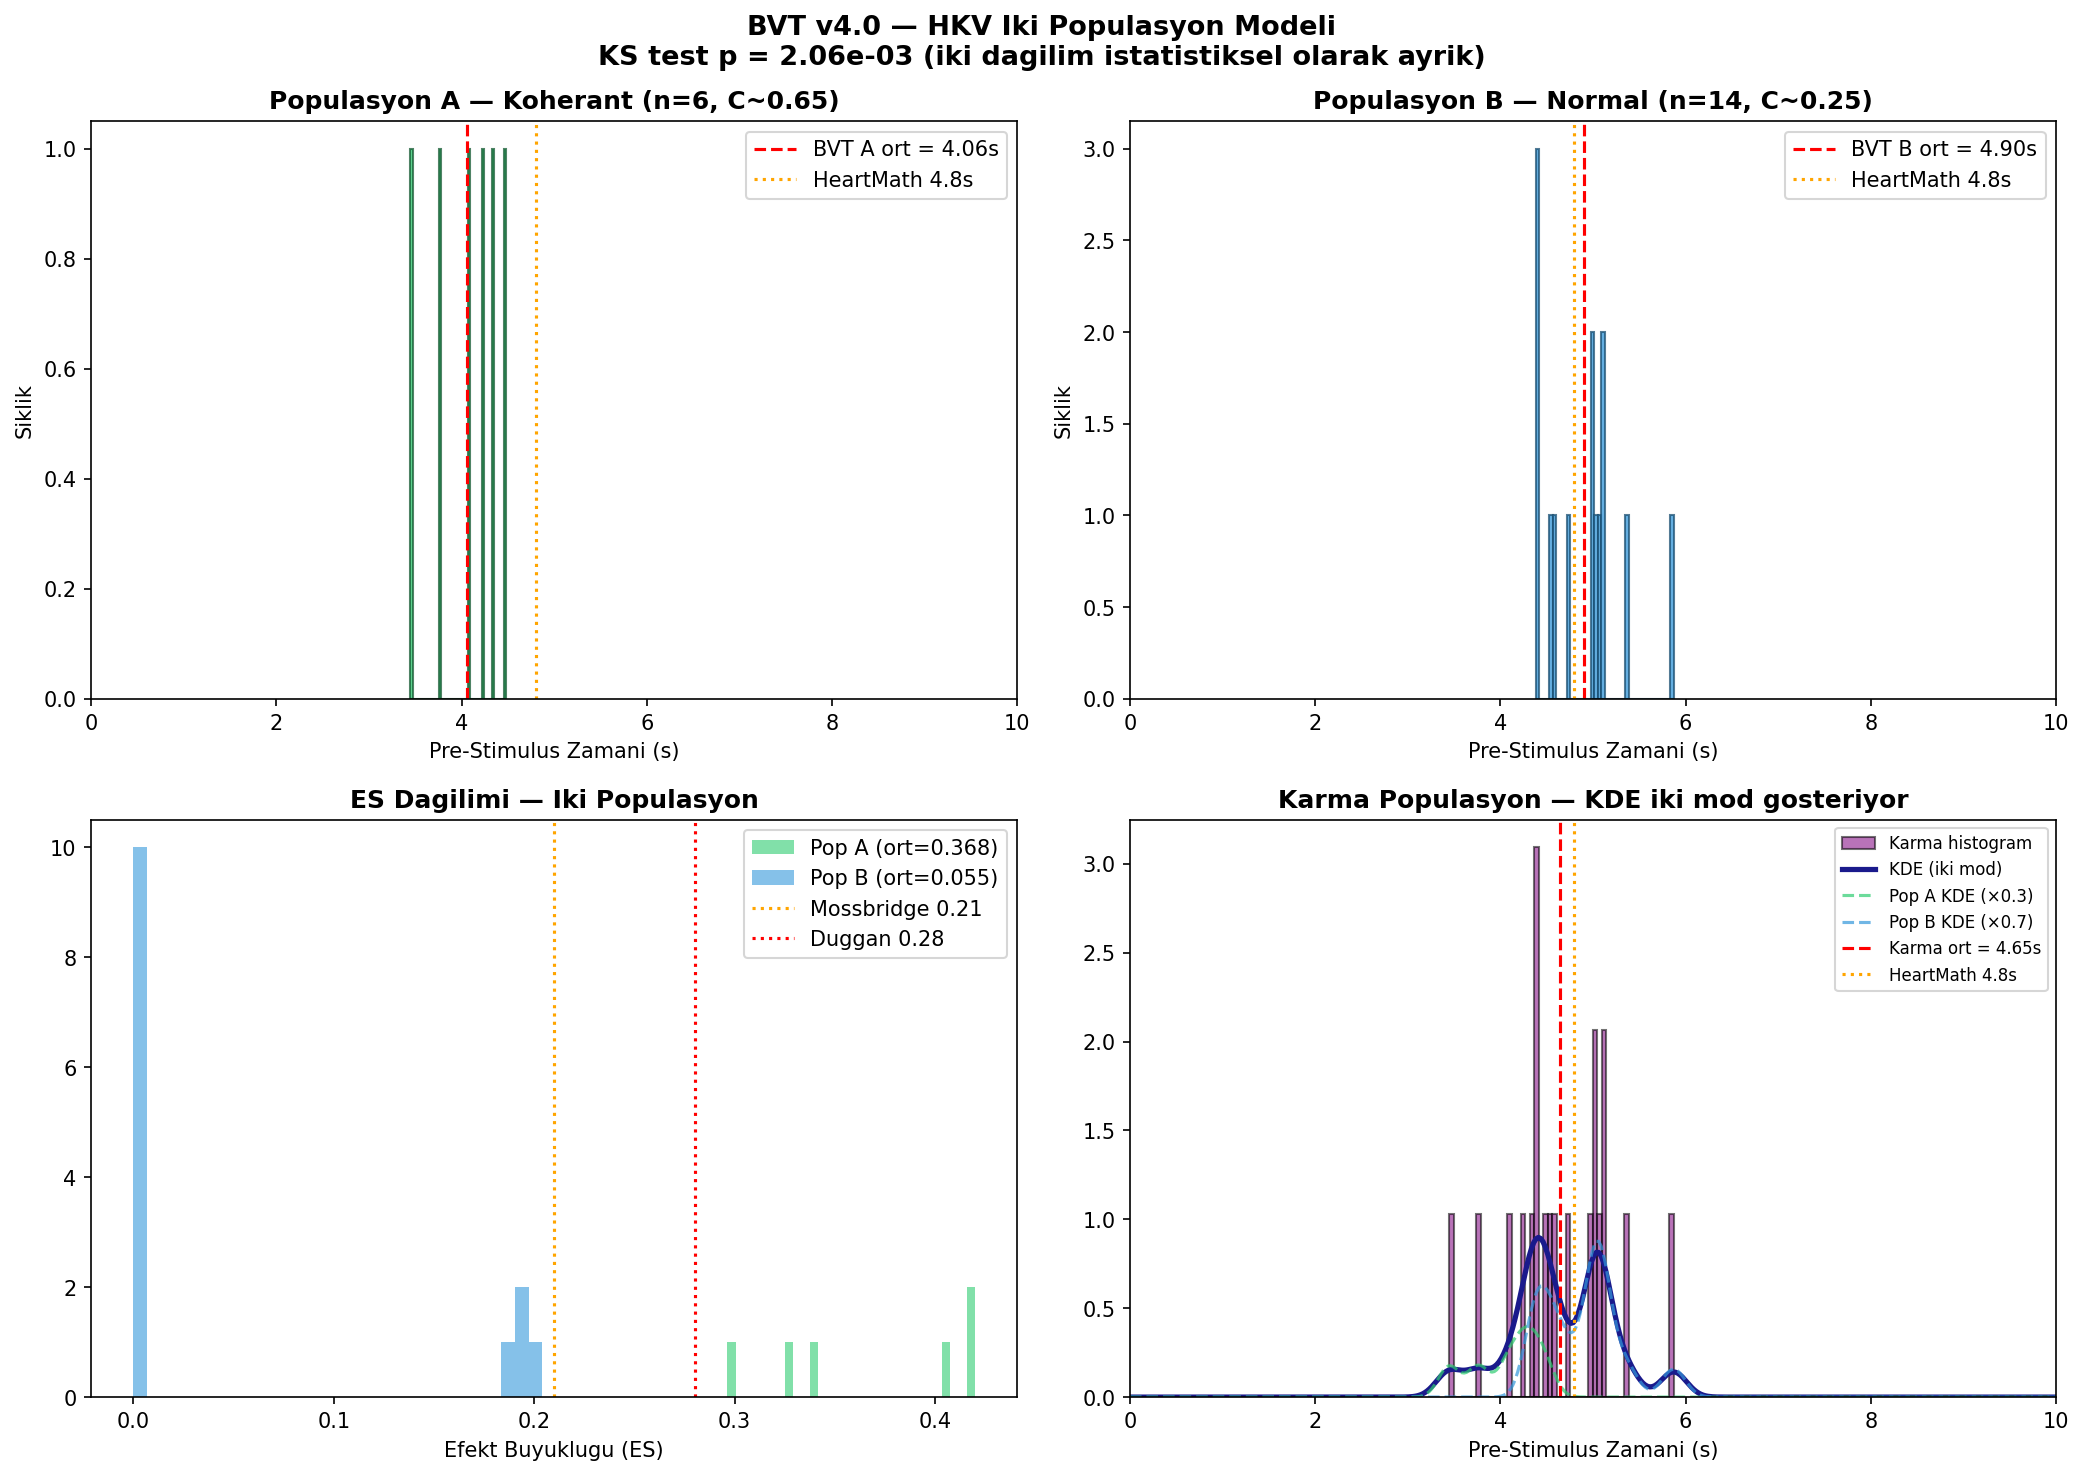 BVT v4.0 — HKV Iki Populasyon Modeli
KS test p = 2.06e-03 (iki dagilim istatistiksel olarak ayrik)
Populasyon A — Koherant (n=6, C~0.65)
Siklik
1.0
0.8
0.6
0.4
0.2
0.0
BVT A ort = 4.06s
HeartMath 4.8s
0 2 4 6 8 10
Pre-Stimulus Zamani (s)
Populasyon B — Normal (n=14, C~0.25)
Siklik
3.0
2.5
2.0
1.5
1.0
0.5
0.0
BVT B ort = 4.90s
HeartMath 4.8s
0 2 4 6 8 10
Pre-Stimulus Zamani (s)
ES Dagilimi — Iki Populasyon
10
8
6
4
2
0
Pop A (ort=0.368)
Pop B (ort=0.055)
Mossbridge 0.21
Duggan 0.28
0.0 0.1 0.2 0.3 0.4
Efekt Buyuklugu (ES)
Karma Populasyon — KDE iki mod gosteriyor
3.0
2.5
2.0
1.5
1.0
0.5
0.0
Karma histogram
KDE (iki mod)
Pop A KDE (×0.3)
Pop B KDE (×0.7)
Karma ort = 4.65s
HeartMath 4.8s
0 2 4 6 8 10
Pre-Stimulus Zamani (s)